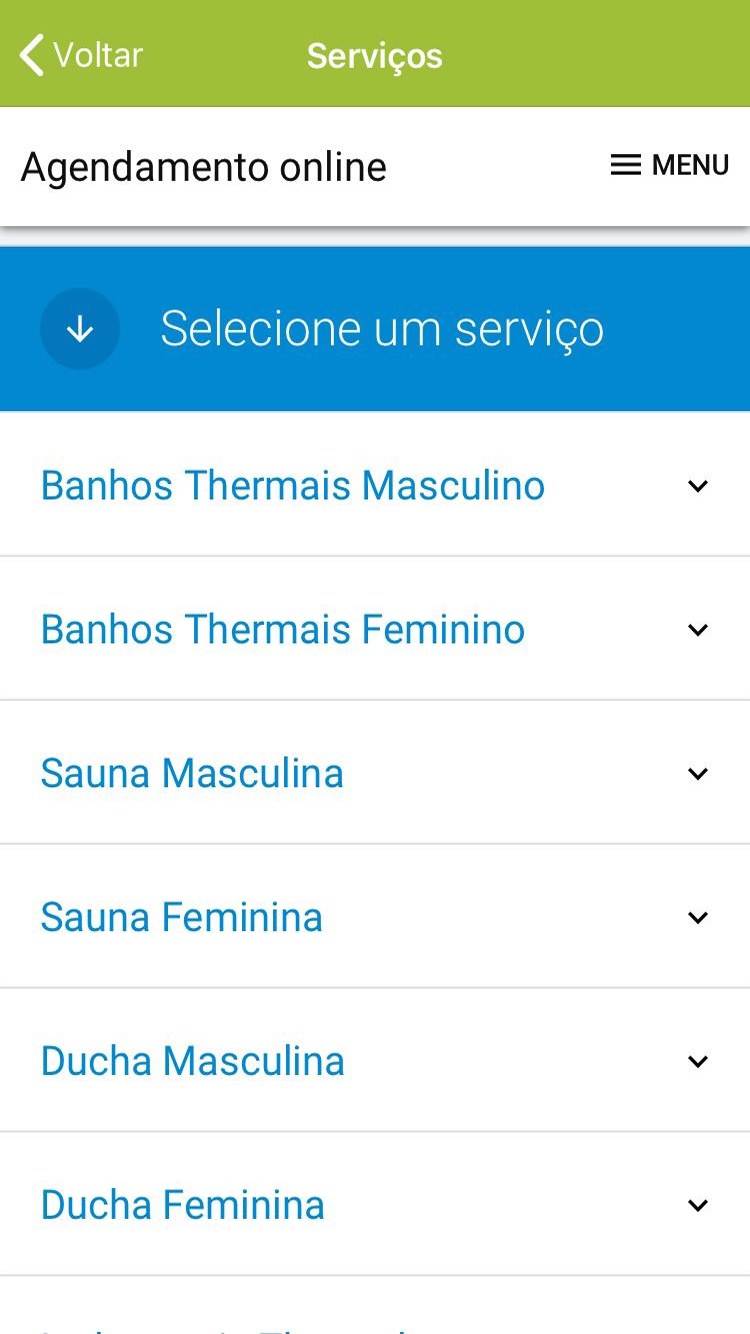 Voltar
Serviços
Agendamento online
MENU
Selecione um serviço
Banhos Thermais Masculino
Banhos Thermais Feminino
Sauna Masculina
Sauna Feminina
Ducha Masculina
Ducha Feminina